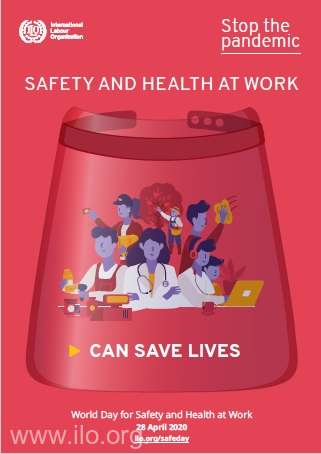 International
Labour
Organization
Stop the
pandemic
SAFETY AND HEALTH AT WORK
CAN SAVE LIVES
World Day for Safety and Health at Work
28 April 2020
ilo.org/safeday
www.ilo.org